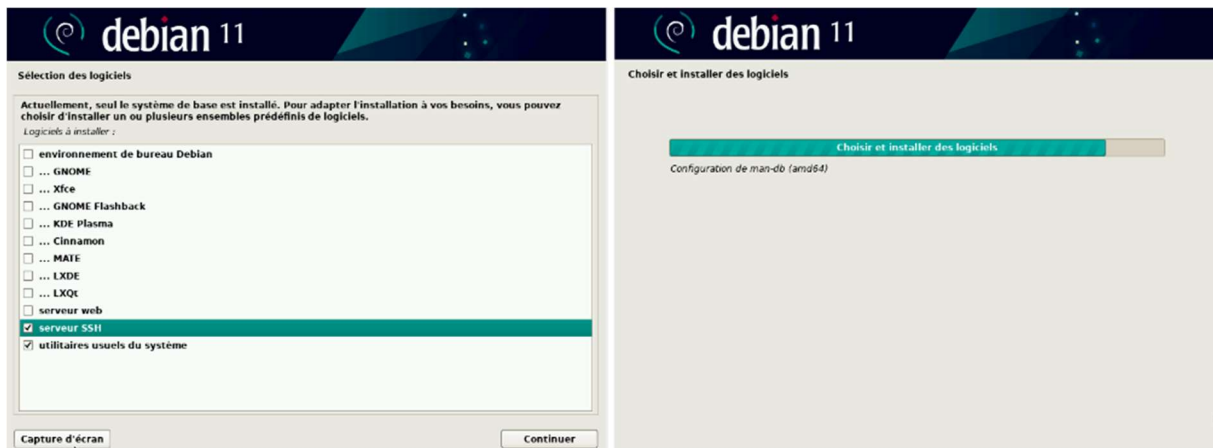 debian 11
Sélection des logiciels
Actuellement, seul le système de base est installé. Pour adapter l'installation à vos besoins, vous pouvez
choisir d'installer un ou plusieurs ensembles prédéfinis de logiciels.
Logiciels à installer :
environnement de bureau Debian
... GNOME
... Xfce
... GNOME Flashback
... KDE Plasma
... Cinnamon
... MATE
... LXDE
... LXQt
serveur web
serveur SSH
utilitaires usuels du système
Capture d'écran
Continuer
debian 11
Choisir et installer des logiciels
Choisir et installer des logiciels
Configuration de man-db (amd64)